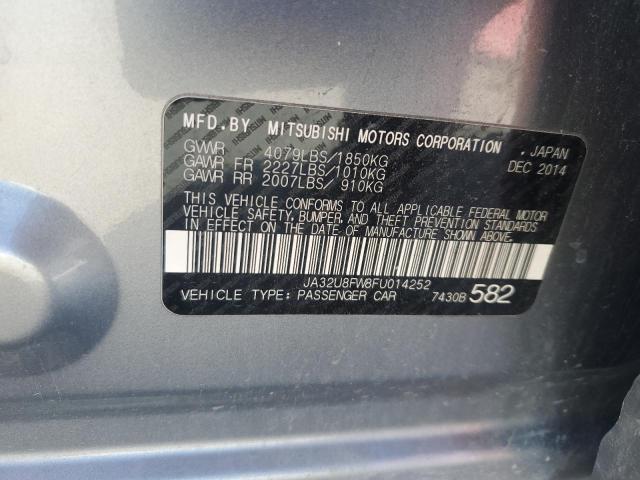 MFD.BY MITSUBISHI MOTORS CORPORATION , JAPAN
GVWR 4079LBS/1850KG DEC 2014
GAWR FR 2227LBS/1010KG
GAWR RR 2007LBS/ 910KG
THIS VEHICLE CONFORMS TO ALL APPLICABLE FEDERAL MOTOR
VEHICLE SAFETY, BUMPER, AND THEFT PREVENTION STANDARDS
IN EFFECT ON THE DATE OF MANUFACTURE SHOWN ABOVE.
JA32U8FW8FU014252
VEHICLE TYPE: PASSENGER CAR 7430B 582